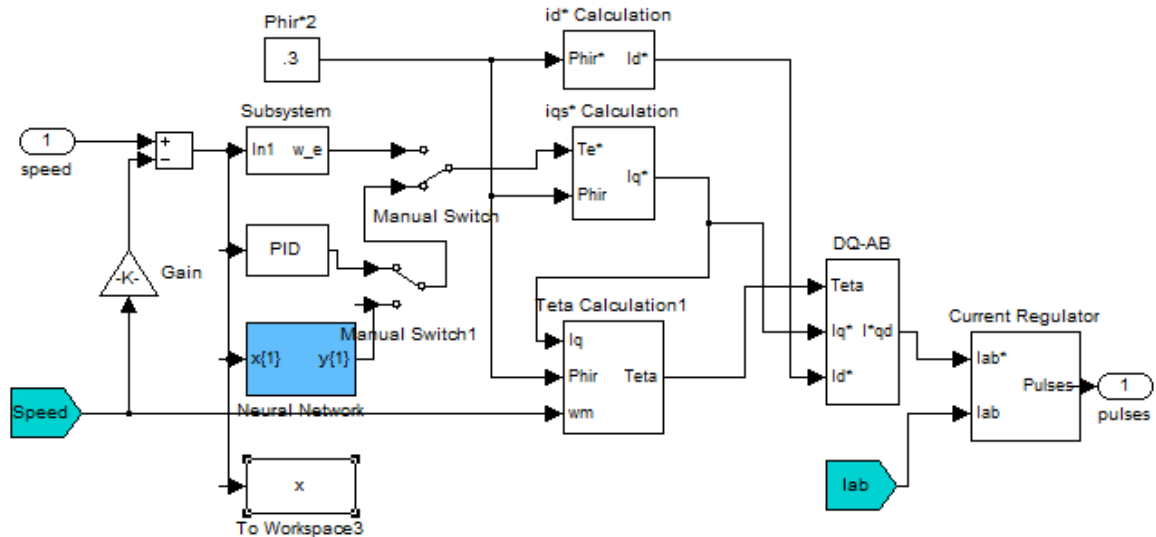 Phir*2
.3
id* Calculation
Phir* Id*
iqs* Calculation
Te*
Iq*
Phir
1
speed
+
−
Subsystem
In1 w_e
Manual Switch
PID
-K-
Gain
Manual Switch1
x{1} y{1}
Neural Network
Speed
x
To Workspace3
Teta Calculation1
Iq
Phir Teta
wm
DQ-AB
Teta
Iq* I*qd
Id*
Current Regulator
Iab*
Pulses
Iab
1
pulses
Iab